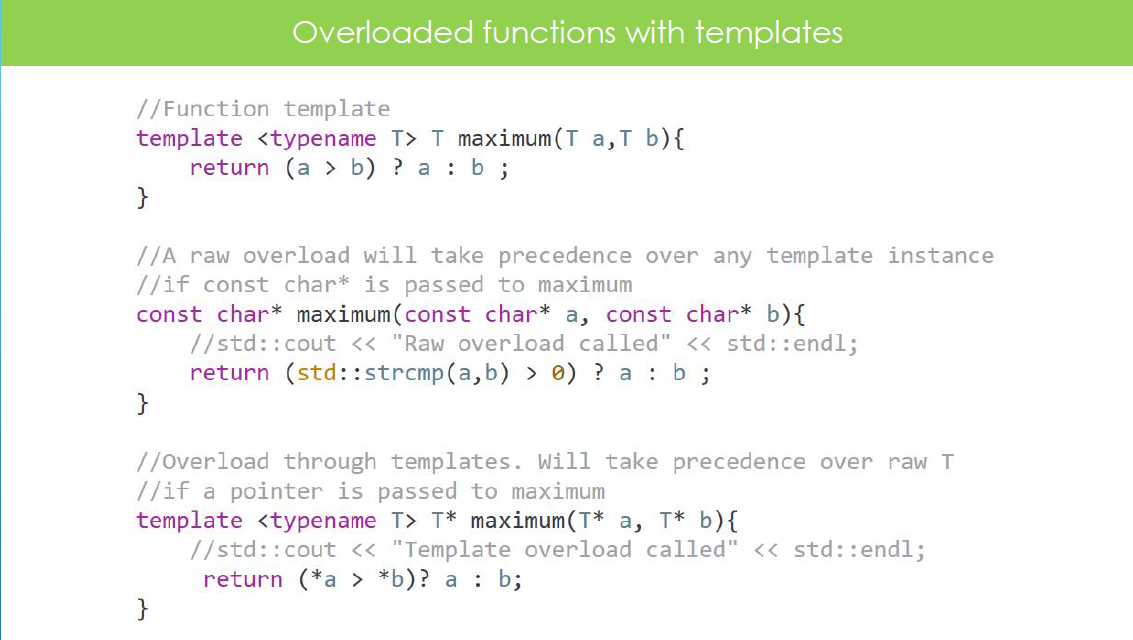 Overloaded functions with templates
//Function template
template <typename T> T maximum(T a,T b){
    return (a > b) ? a : b ;
}
//A raw overload will take precedence over any template instance
//if const char* is passed to maximum
const char* maximum(const char* a, const char* b){
    //std::cout << "Raw overload called" << std::endl;
    return (std::strcmp(a,b) > 0) ? a : b ;
}
//Overload through templates. Will take precedence over raw T
//if a pointer is passed to maximum
template <typename T> T* maximum(T* a, T* b){
    //std::cout << "Template overload called" << std::endl;
     return (*a > *b)? a : b;
}